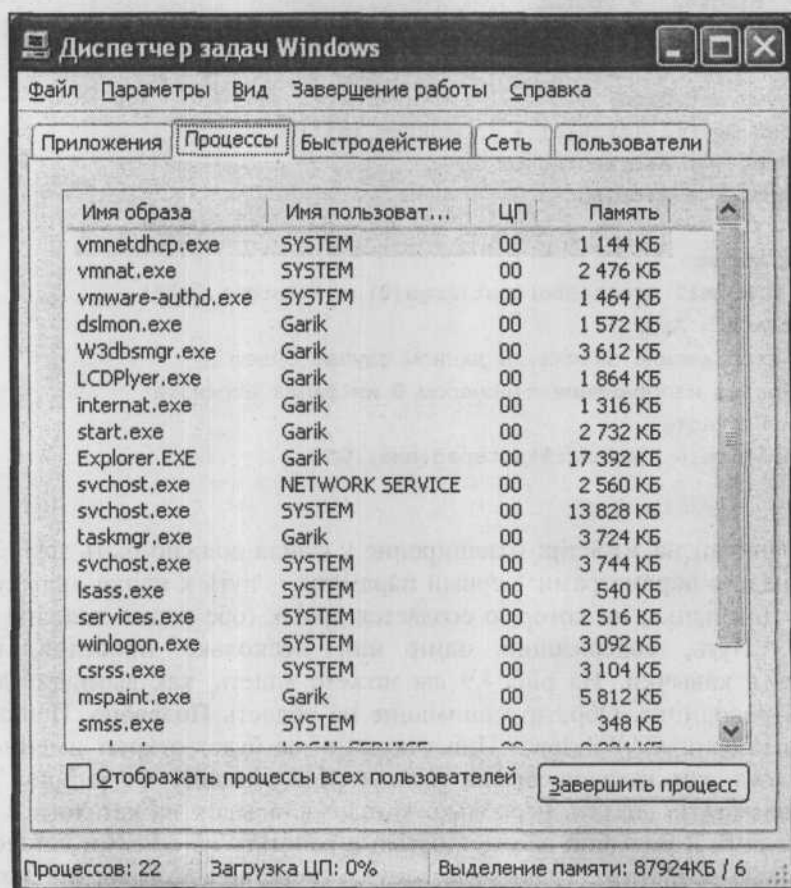 Диспетчер задач Windows
Файл Параметры Вид Завершение работы Справка
Приложения Процессы Быстродействие Сеть Пользователи
Имя образа Имя пользоват... ЦП Память
vmnetdhcp.exe SYSTEM 00 1 144 КБ
vmnat.exe SYSTEM 00 2 476 КБ
vmware-authd.exe SYSTEM 00 1 464 КБ
dslmon.exe Garik 00 1 572 КБ
W3dbsmgr.exe Garik 00 3 612 КБ
LCDPlyer.exe Garik 00 1 864 КБ
internat.exe Garik 00 1 316 КБ
start.exe Garik 00 2 732 КБ
Explorer.EXE Garik 00 17 392 КБ
svchost.exe NETWORK SERVICE 00 2 560 КБ
svchost.exe SYSTEM 00 13 828 КБ
taskmgr.exe Garik 00 3 724 КБ
svchost.exe SYSTEM 00 3 744 КБ
lsass.exe SYSTEM 00 540 КБ
services.exe SYSTEM 00 2 516 КБ
winlogon.exe SYSTEM 00 3 092 КБ
csrss.exe SYSTEM 00 3 104 КБ
mspaint.exe Garik 00 5 812 КБ
smss.exe SYSTEM 00 348 КБ
Отображать процессы всех пользователей Завершить процесс
Процессов: 22 Загрузка ЦП: 0% Выделение памяти: 87924КБ / 6